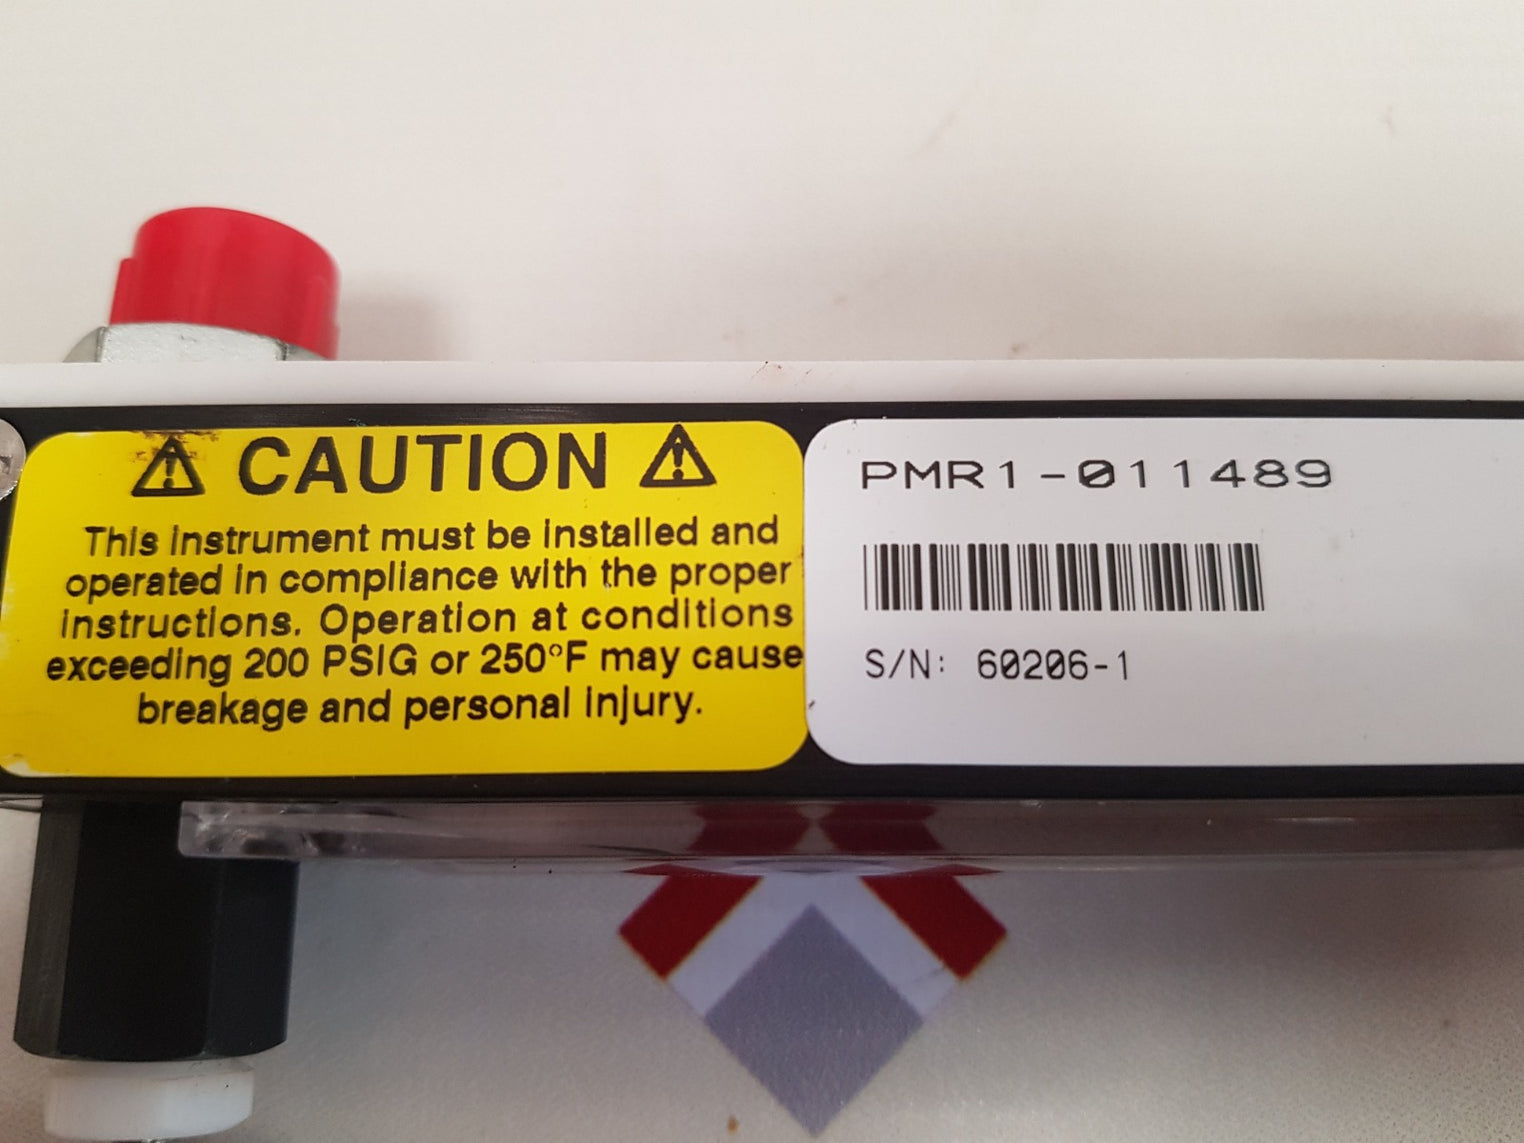 CAUTION
This instrument must be installed and
operated in compliance with the proper
instructions. Operation at conditions
exceeding 200 PSIG or 250°F may cause
breakage and personal injury.
PMR1-011489
S/N: 60206-1